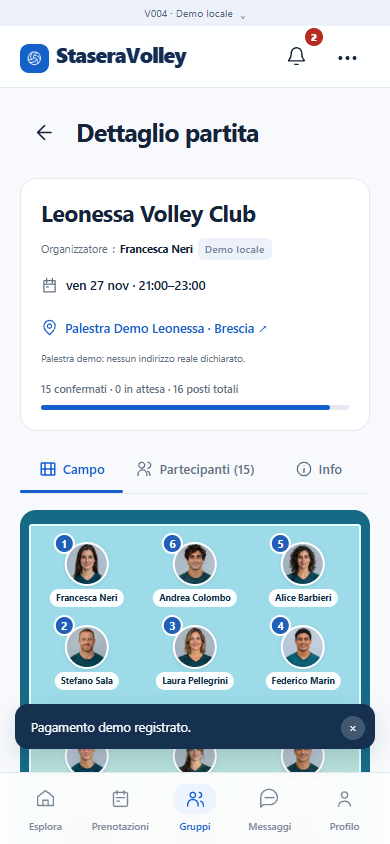 V004 · Demo locale
StaseraVolley
2
Dettaglio partita
Leonessa Volley Club
Organizzatore : Francesca Neri Demo locale
ven 27 nov · 21:00–23:00
Palestra Demo Leonessa · Brescia ↗
Palestra demo: nessun indirizzo reale dichiarato.
15 confermati · 0 in attesa · 16 posti totali
Campo Partecipanti (15) Info
1 6 5
Francesca Neri Andrea Colombo Alice Barbieri
2 3 4
Stefano Sala Laura Pellegrini Federico Marin
Pagamento demo registrato. ×
Esplora Prenotazioni Gruppi Messaggi Profilo